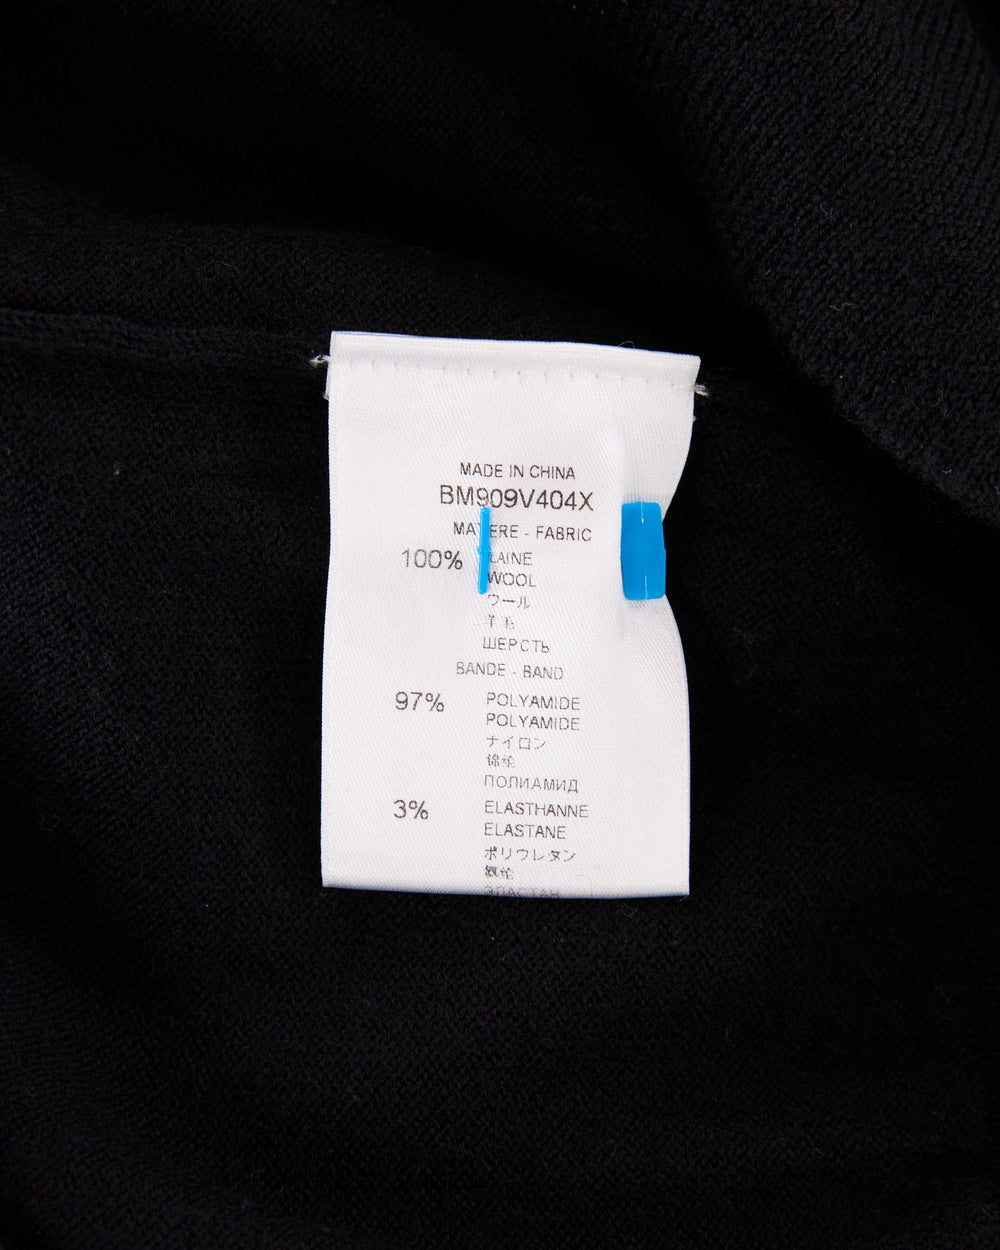 MADE IN CHINA
BM909V404X
MATIERE - FABRIC
100% LAINE
WOOL
ウール
羊毛
ШЕРСТЬ
BANDE - BAND
97% POLYAMIDE
POLYAMIDE
ナイロン
锦纶
ПОЛИАМИД
3% ELASTHANNE
ELASTANE
ポリウレタン
氨纶
ЭЛАСТАН